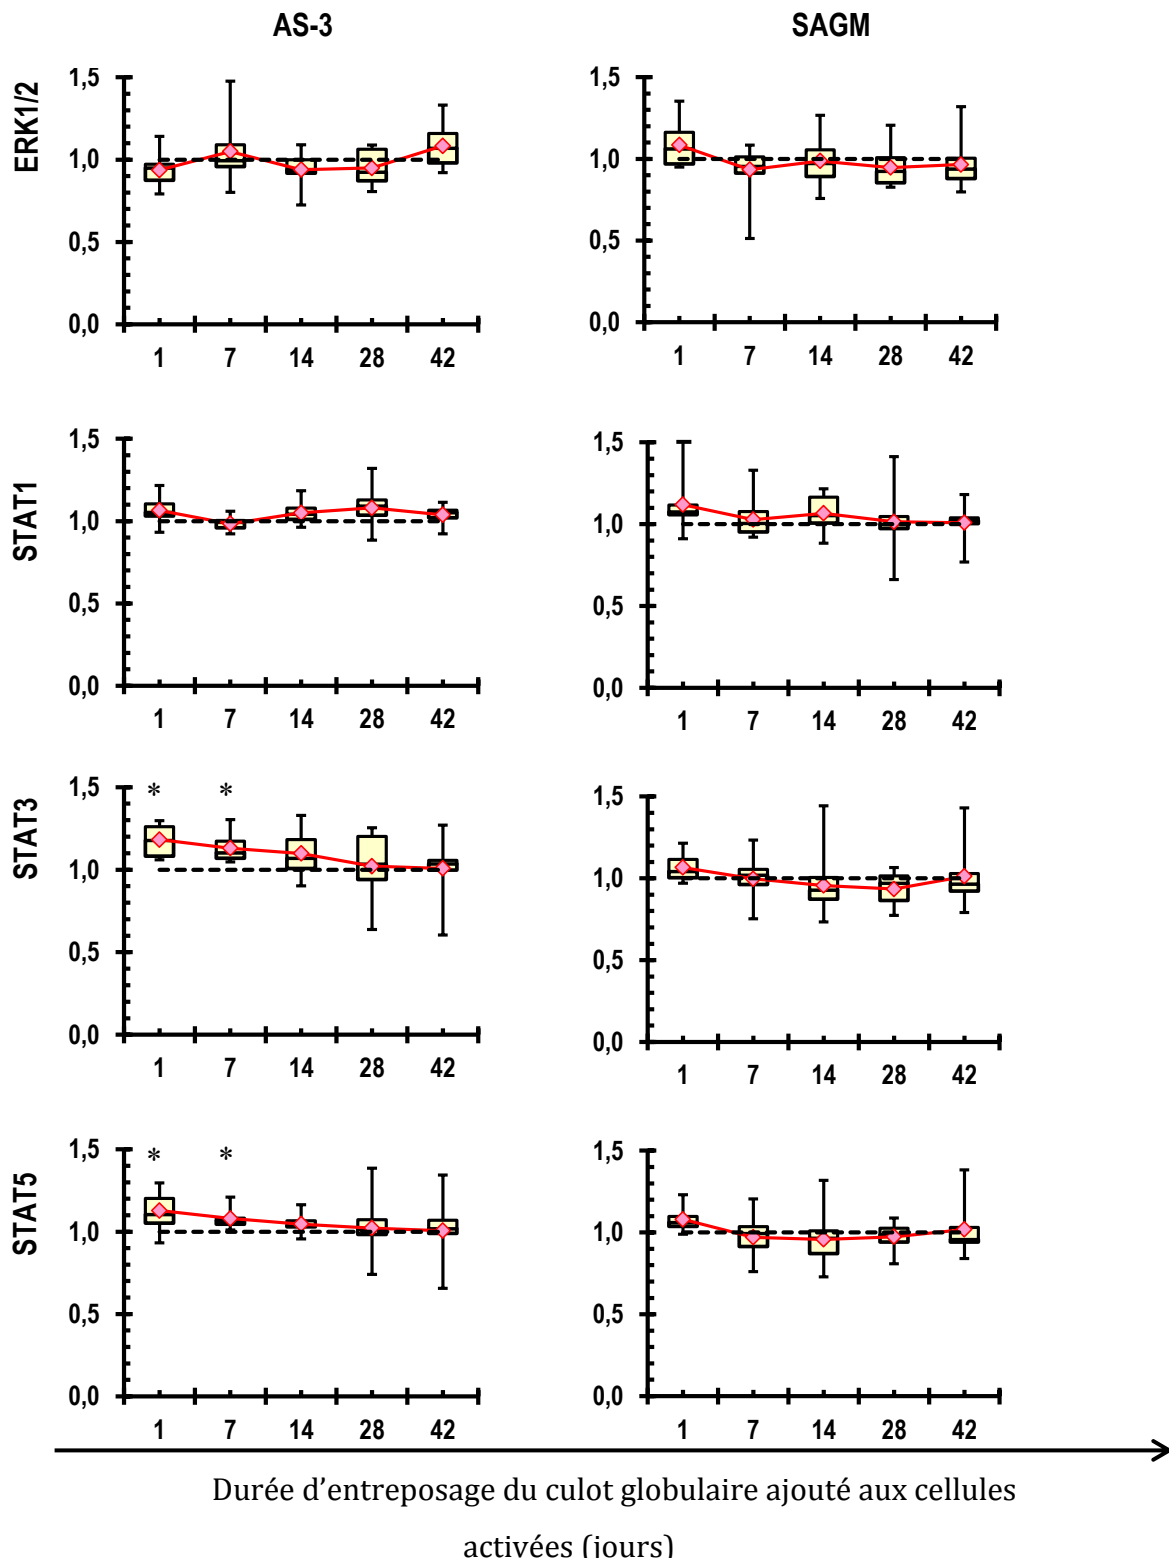 AS-3 SAGM
ERK1/2
1,5 1,5
1,0 1,0
0,5 0,5
0,0 0,0
1 7 14 28 42 1 7 14 28 42
STAT1
1,5 1,5
1,0 1,0
0,5 0,5
0,0 0,0
1 7 14 28 42 1 7 14 28 42
STAT3
1,5 * * 1,5
1,0 1,0
0,5 0,5
0,0 0,0
1 7 14 28 42 1 7 14 28 42
STAT5
1,5 * * 1,5
1,0 1,0
0,5 0,5
0,0 0,0
1 7 14 28 42 1 7 14 28 42
Durée d’entreposage du culot globulaire ajouté aux cellules
activées (jours)